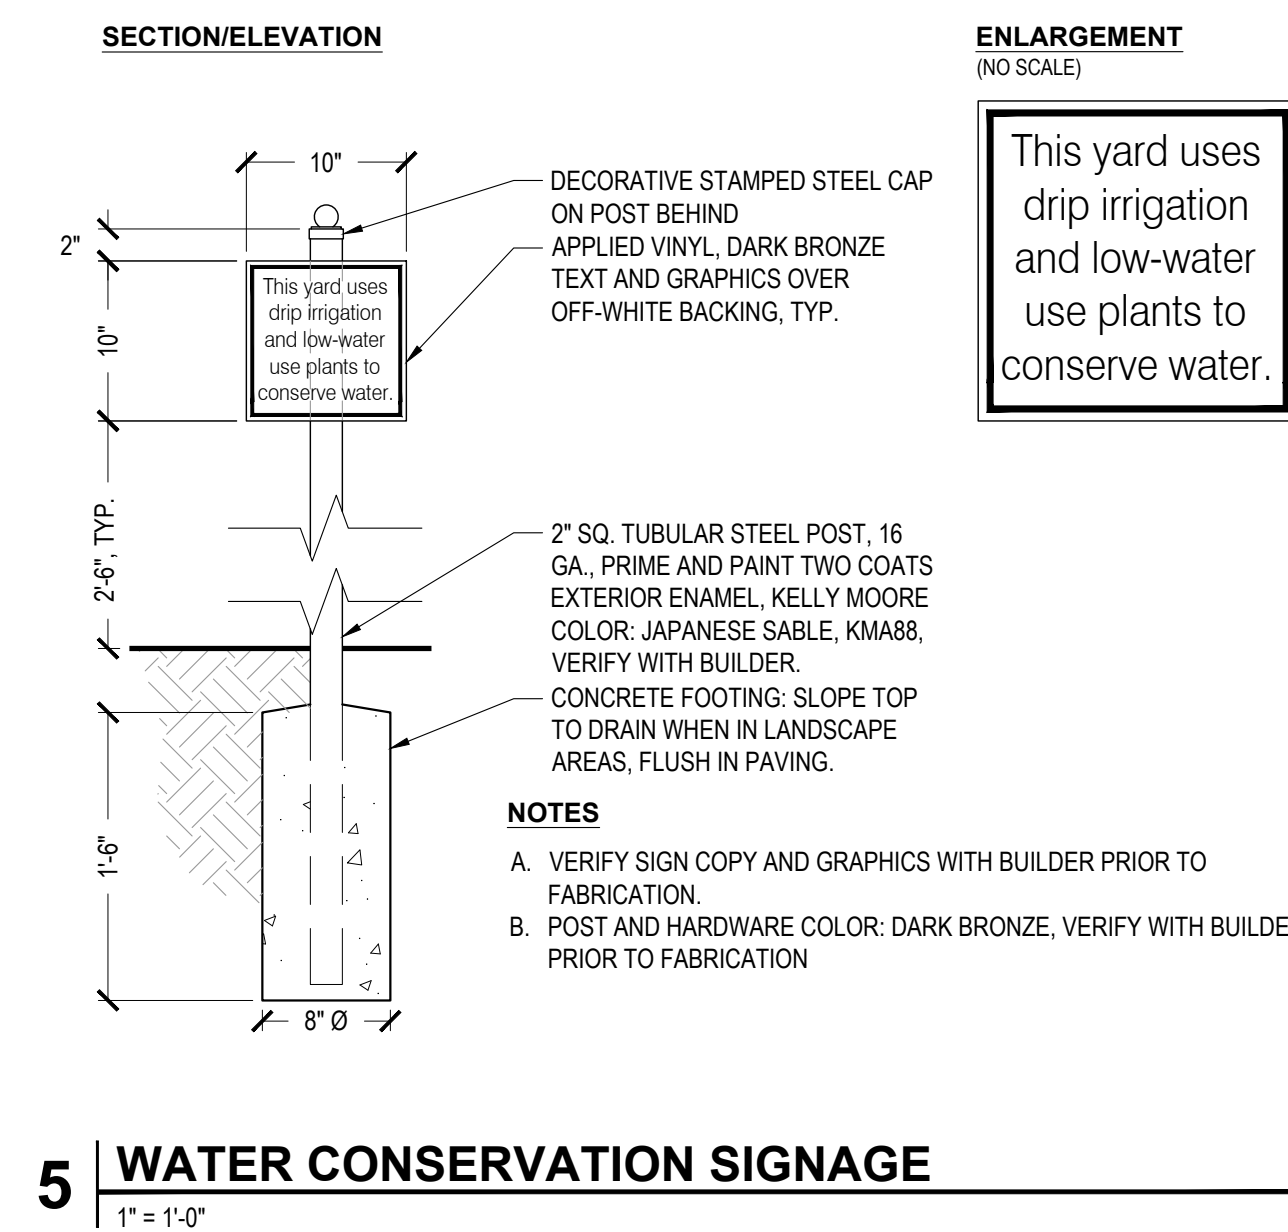 SECTION/ELEVATION
ENLARGEMENT
(NO SCALE)
This yard uses
drip irrigation
and low-water
use plants to
conserve water.
10"
2"
10"
2'-6", TYP.
1'-6"
8" Ø
This yard uses
drip irrigation
and low-water
use plants to
conserve water.
DECORATIVE STAMPED STEEL CAP
ON POST BEHIND
APPLIED VINYL, DARK BRONZE
TEXT AND GRAPHICS OVER
OFF-WHITE BACKING, TYP.
2" SQ. TUBULAR STEEL POST, 16
GA., PRIME AND PAINT TWO COATS
EXTERIOR ENAMEL, KELLY MOORE
COLOR: JAPANESE SABLE, KMA88,
VERIFY WITH BUILDER.
CONCRETE FOOTING: SLOPE TOP
TO DRAIN WHEN IN LANDSCAPE
AREAS, FLUSH IN PAVING.
NOTES
A. VERIFY SIGN COPY AND GRAPHICS WITH BUILDER PRIOR TO
FABRICATION.
B. POST AND HARDWARE COLOR: DARK BRONZE, VERIFY WITH BUILDE
PRIOR TO FABRICATION
5 WATER CONSERVATION SIGNAGE
1" = 1'-0"